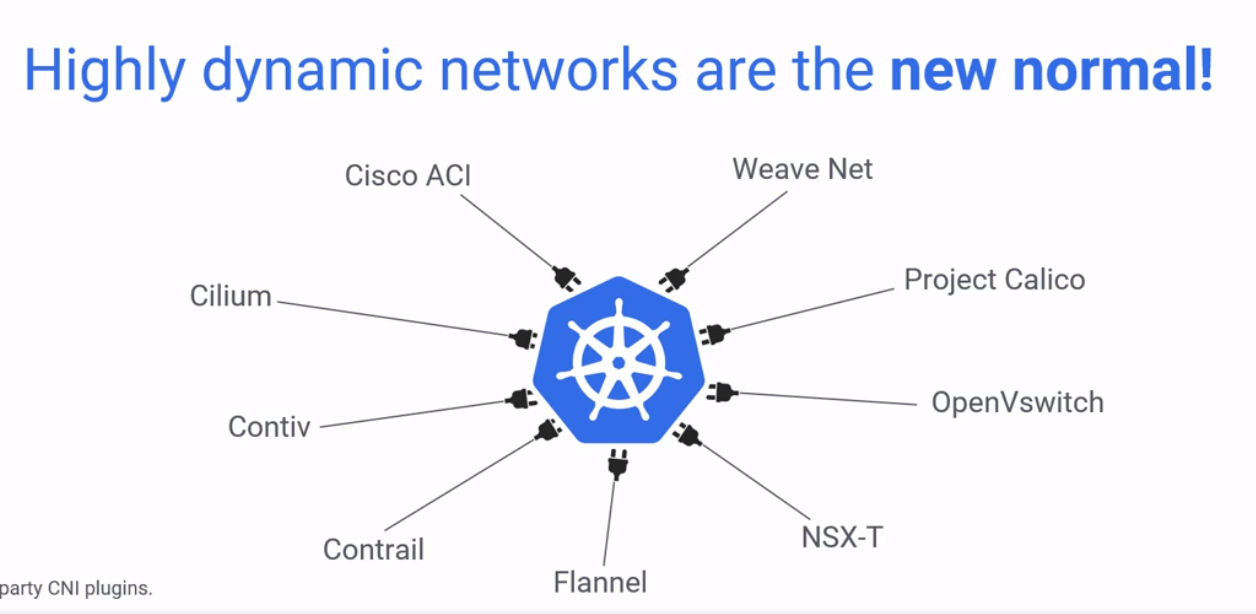 Highly dynamic networks are the new normal!
Cisco ACI
Weave Net
Cilium
Project Calico
Contiv
OpenVswitch
Contrail
NSX-T
Flannel
party CNI plugins.